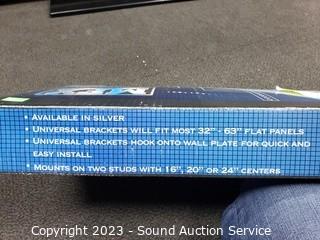 • AVAILABLE IN SILVER
• UNIVERSAL BRACKETS WILL FIT MOST 32" - 63" FLAT PANELS
• UNIVERSAL BRACKETS HOOK ONTO WALL PLATE FOR QUICK AND
EASY INSTALL
• MOUNTS ON TWO STUDS WITH 16", 20" OR 24" CENTERS
Copyright 2023 - Sound Auction Service